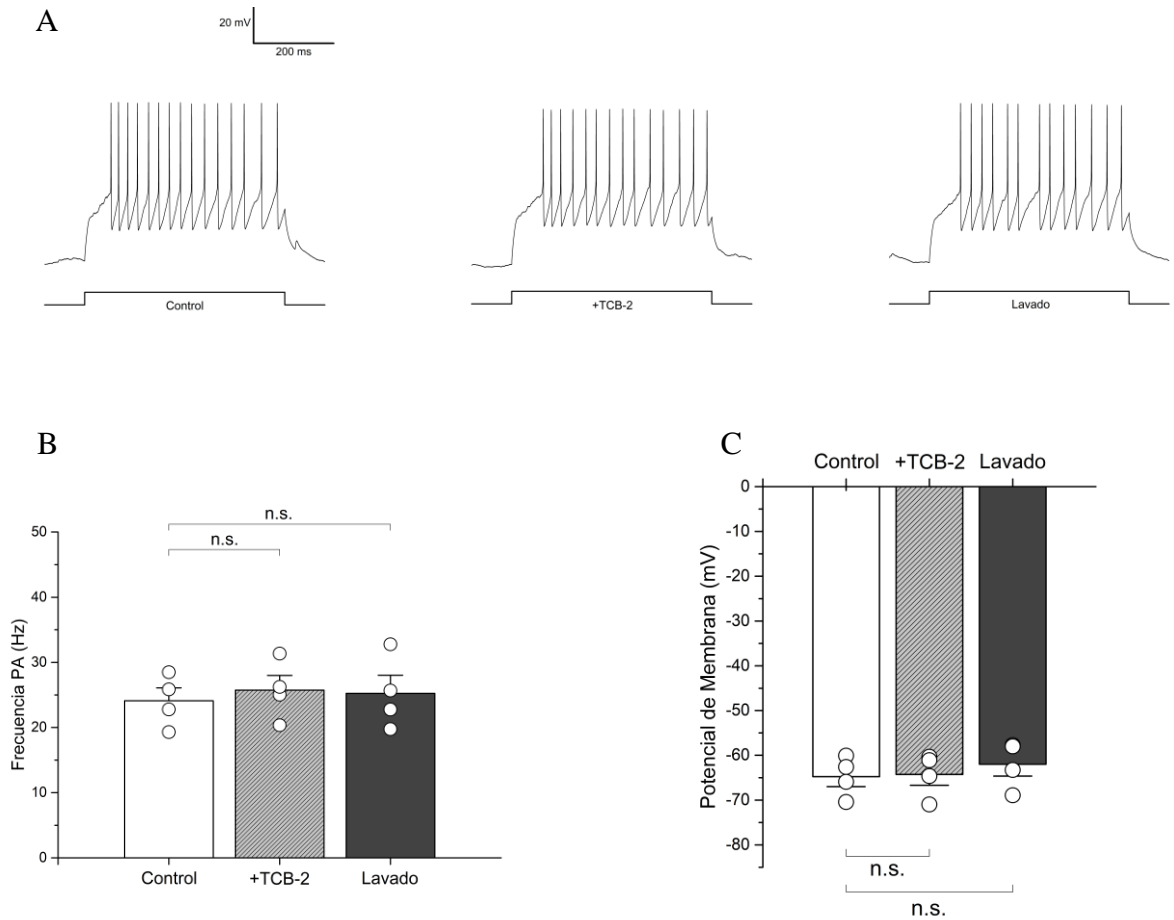 A
20 mV
200 ms
Control
+TCB-2
Lavado
B
n.s.
n.s.
50
40
30
20
10
0
Frecuencia PA (Hz)
Control +TCB-2 Lavado
C
Control +TCB-2 Lavado
0
-10
-20
-30
-40
-50
-60
-70
-80
Potencial de Membrana (mV)
n.s.
n.s.